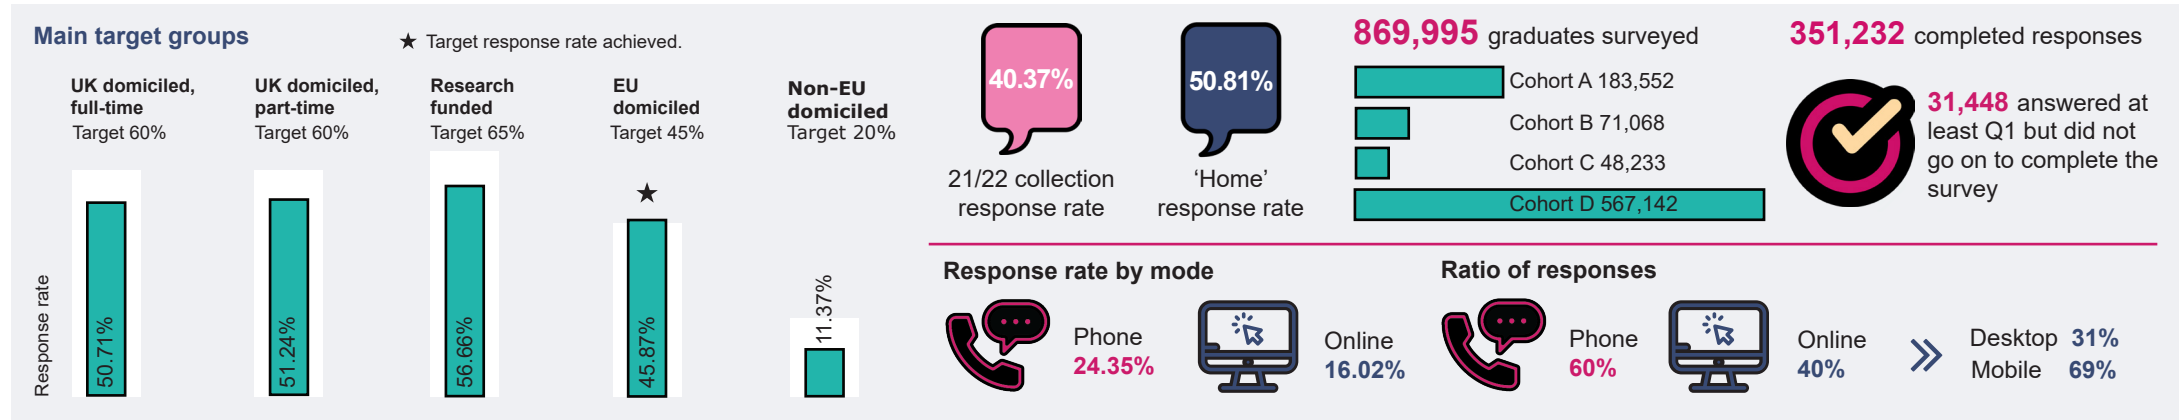 Main target groups
★ Target response rate achieved.
UK domiciled,
full-time
Target 60%
UK domiciled,
part-time
Target 60%
Research
funded
Target 65%
EU
domiciled
Target 45%
Non-EU
domiciled
Target 20%
Response rate
50.71%
51.24%
56.66%
★
45.87%
11.37%
40.37%
21/22 collection
response rate
50.81%
‘Home’
response rate
869,995 graduates surveyed
Cohort A 183,552
Cohort B 71,068
Cohort C 48,233
Cohort D 567,142
351,232 completed responses
31,448 answered at
least Q1 but did not
go on to complete the
survey
Response rate by mode
Phone
24.35%
Online
16.02%
Ratio of responses
Phone
60%
Online
40%
Desktop 31%
Mobile 69%